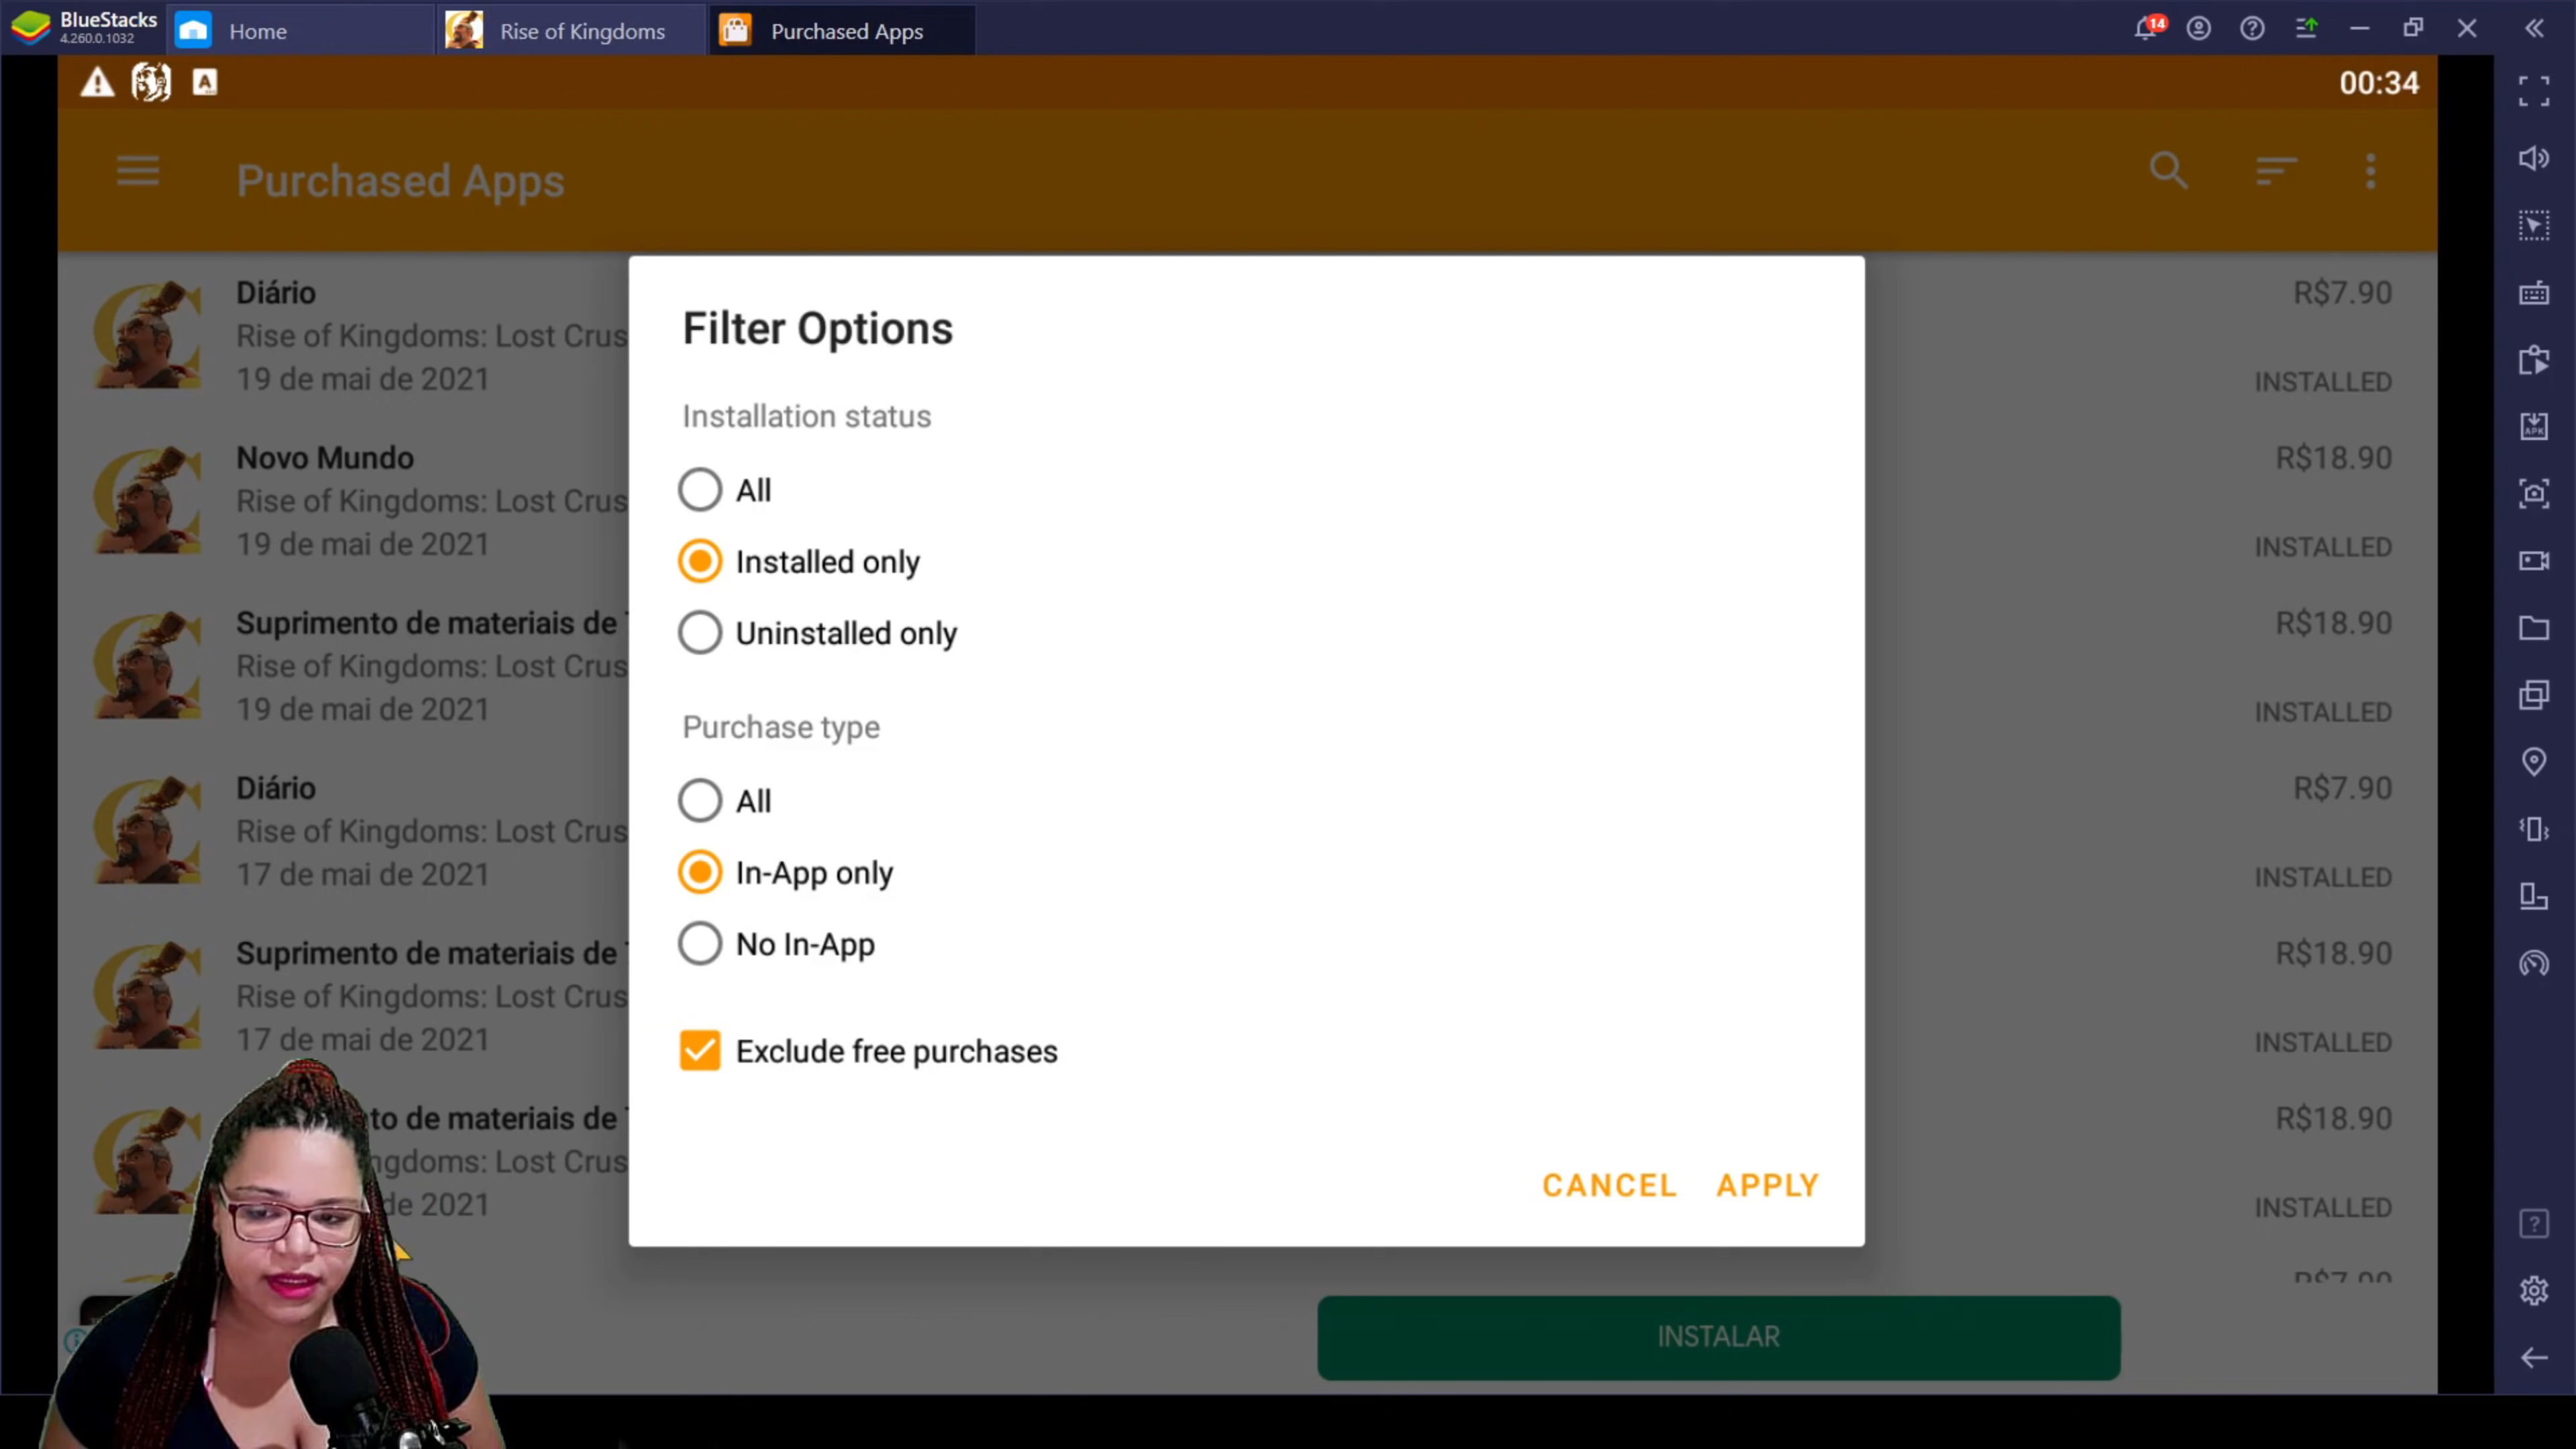 BlueStacks
4.260.0.1032
Home
Rise of Kingdoms
Purchased Apps
14
A
00:34
Purchased Apps
Diário
Rise of Kingdoms: Lost Crus
19 de mai de 2021
R$7.90
INSTALLED
Novo Mundo
Rise of Kingdoms: Lost Crus
19 de mai de 2021
R$18.90
INSTALLED
Suprimento de materiais de
Rise of Kingdoms: Lost Crus
19 de mai de 2021
R$18.90
INSTALLED
Diário
Rise of Kingdoms: Lost Crus
17 de mai de 2021
R$7.90
INSTALLED
Suprimento de materiais de
Rise of Kingdoms: Lost Crus
17 de mai de 2021
R$18.90
INSTALLED
to de materiais de
ngdoms: Lost Crus
de 2021
R$18.90
INSTALLED
Filter Options
Installation status
All
Installed only
Uninstalled only
Purchase type
All
In-App only
No In-App
Exclude free purchases
CANCEL APPLY
R$7.90
INSTALAR
APK